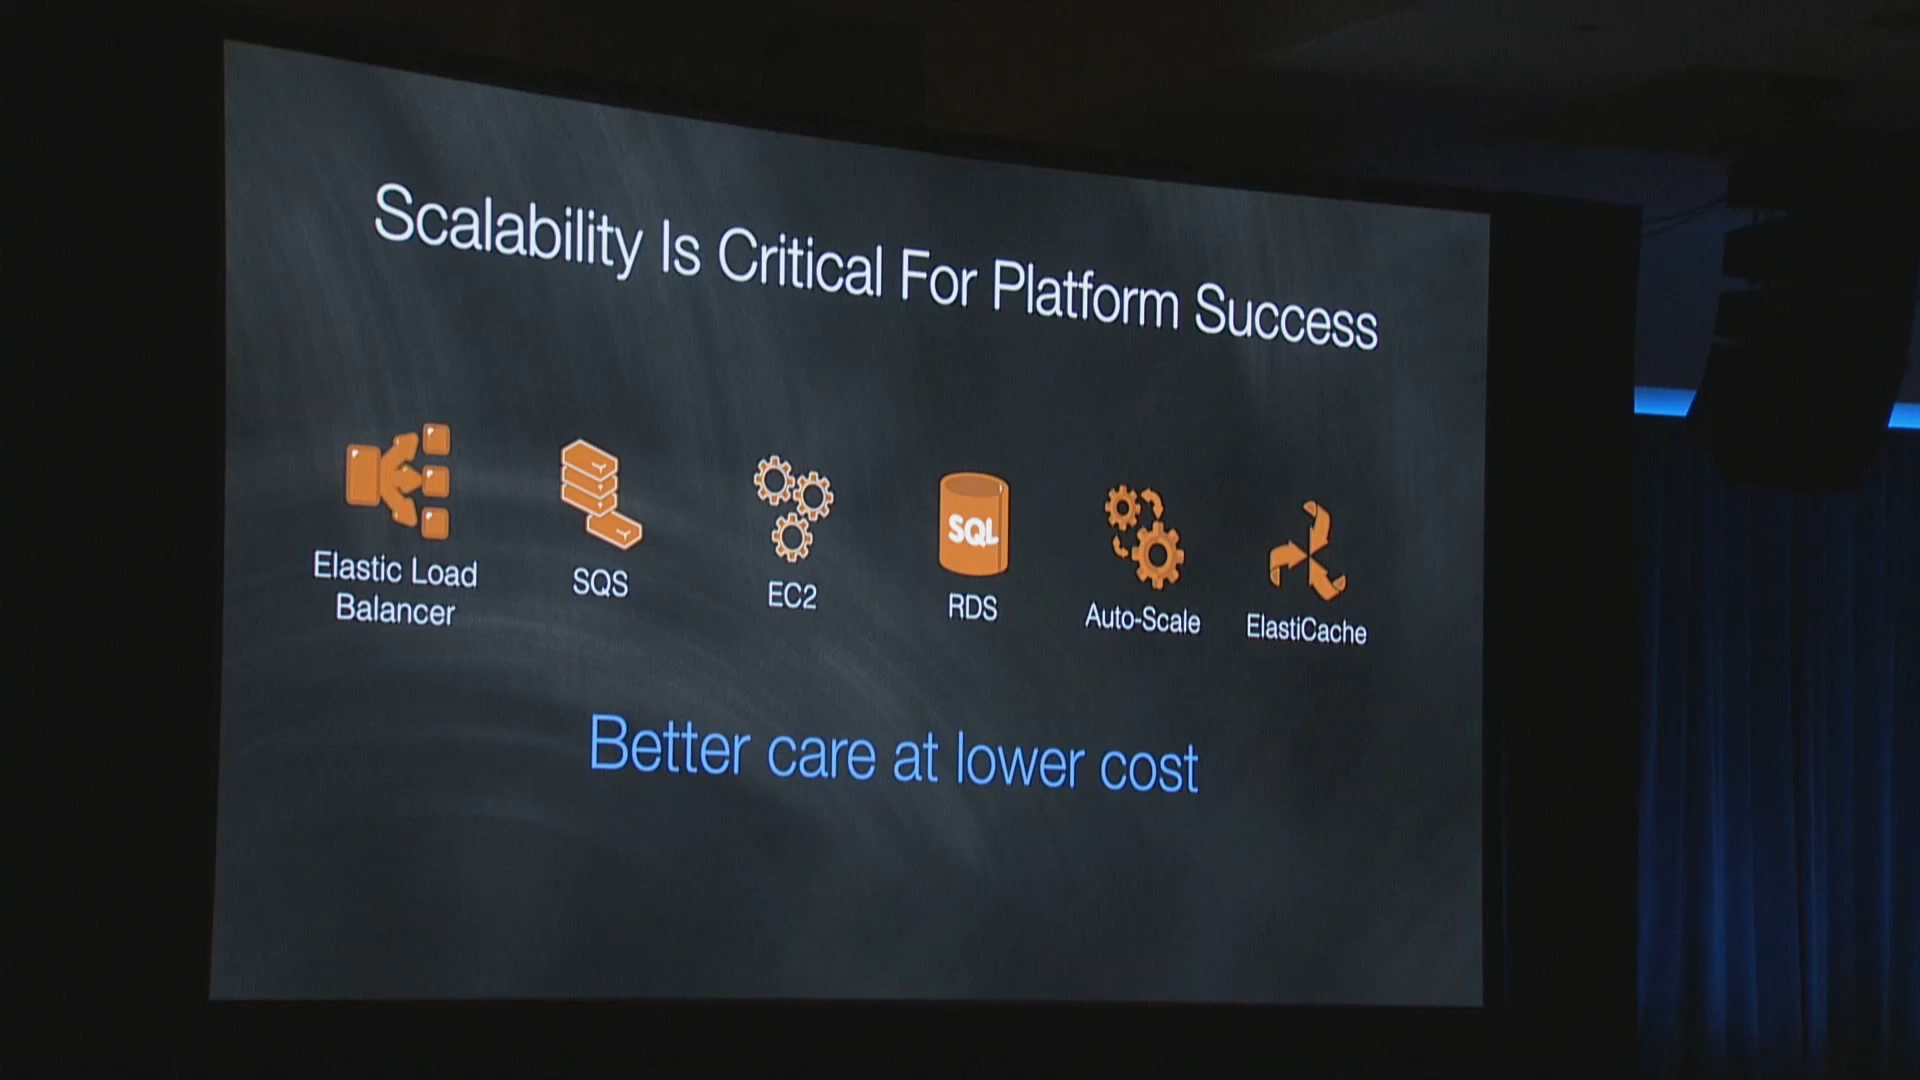 Scalability Is Critical For Platform Success
Elastic Load
Balancer
SQS
EC2
SQL
RDS
Auto-Scale
ElastiCache
Better care at lower cost